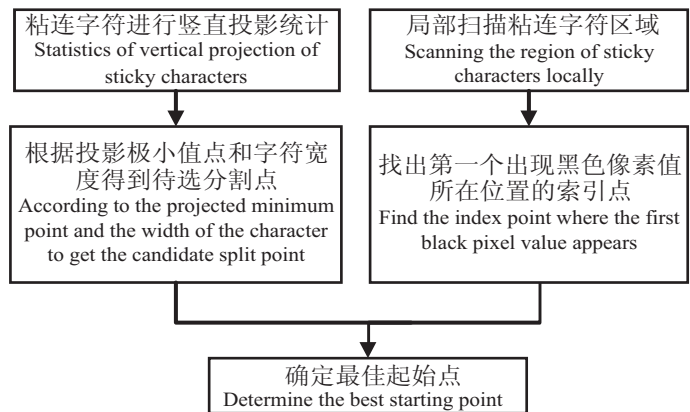 粘连字符进行竖直投影统计
Statistics of vertical projection of
sticky characters
局部扫描粘连字符区域
Scanning the region of sticky
characters locally
根据投影极小值点和字符宽
度得到待选分割点
According to the projected minimum
point and the width of the character
to get the candidate split point
找出第一个出现黑色像素值
所在位置的索引点
Find the index point where the first
black pixel value appears
确定最佳起始点
Determine the best starting point